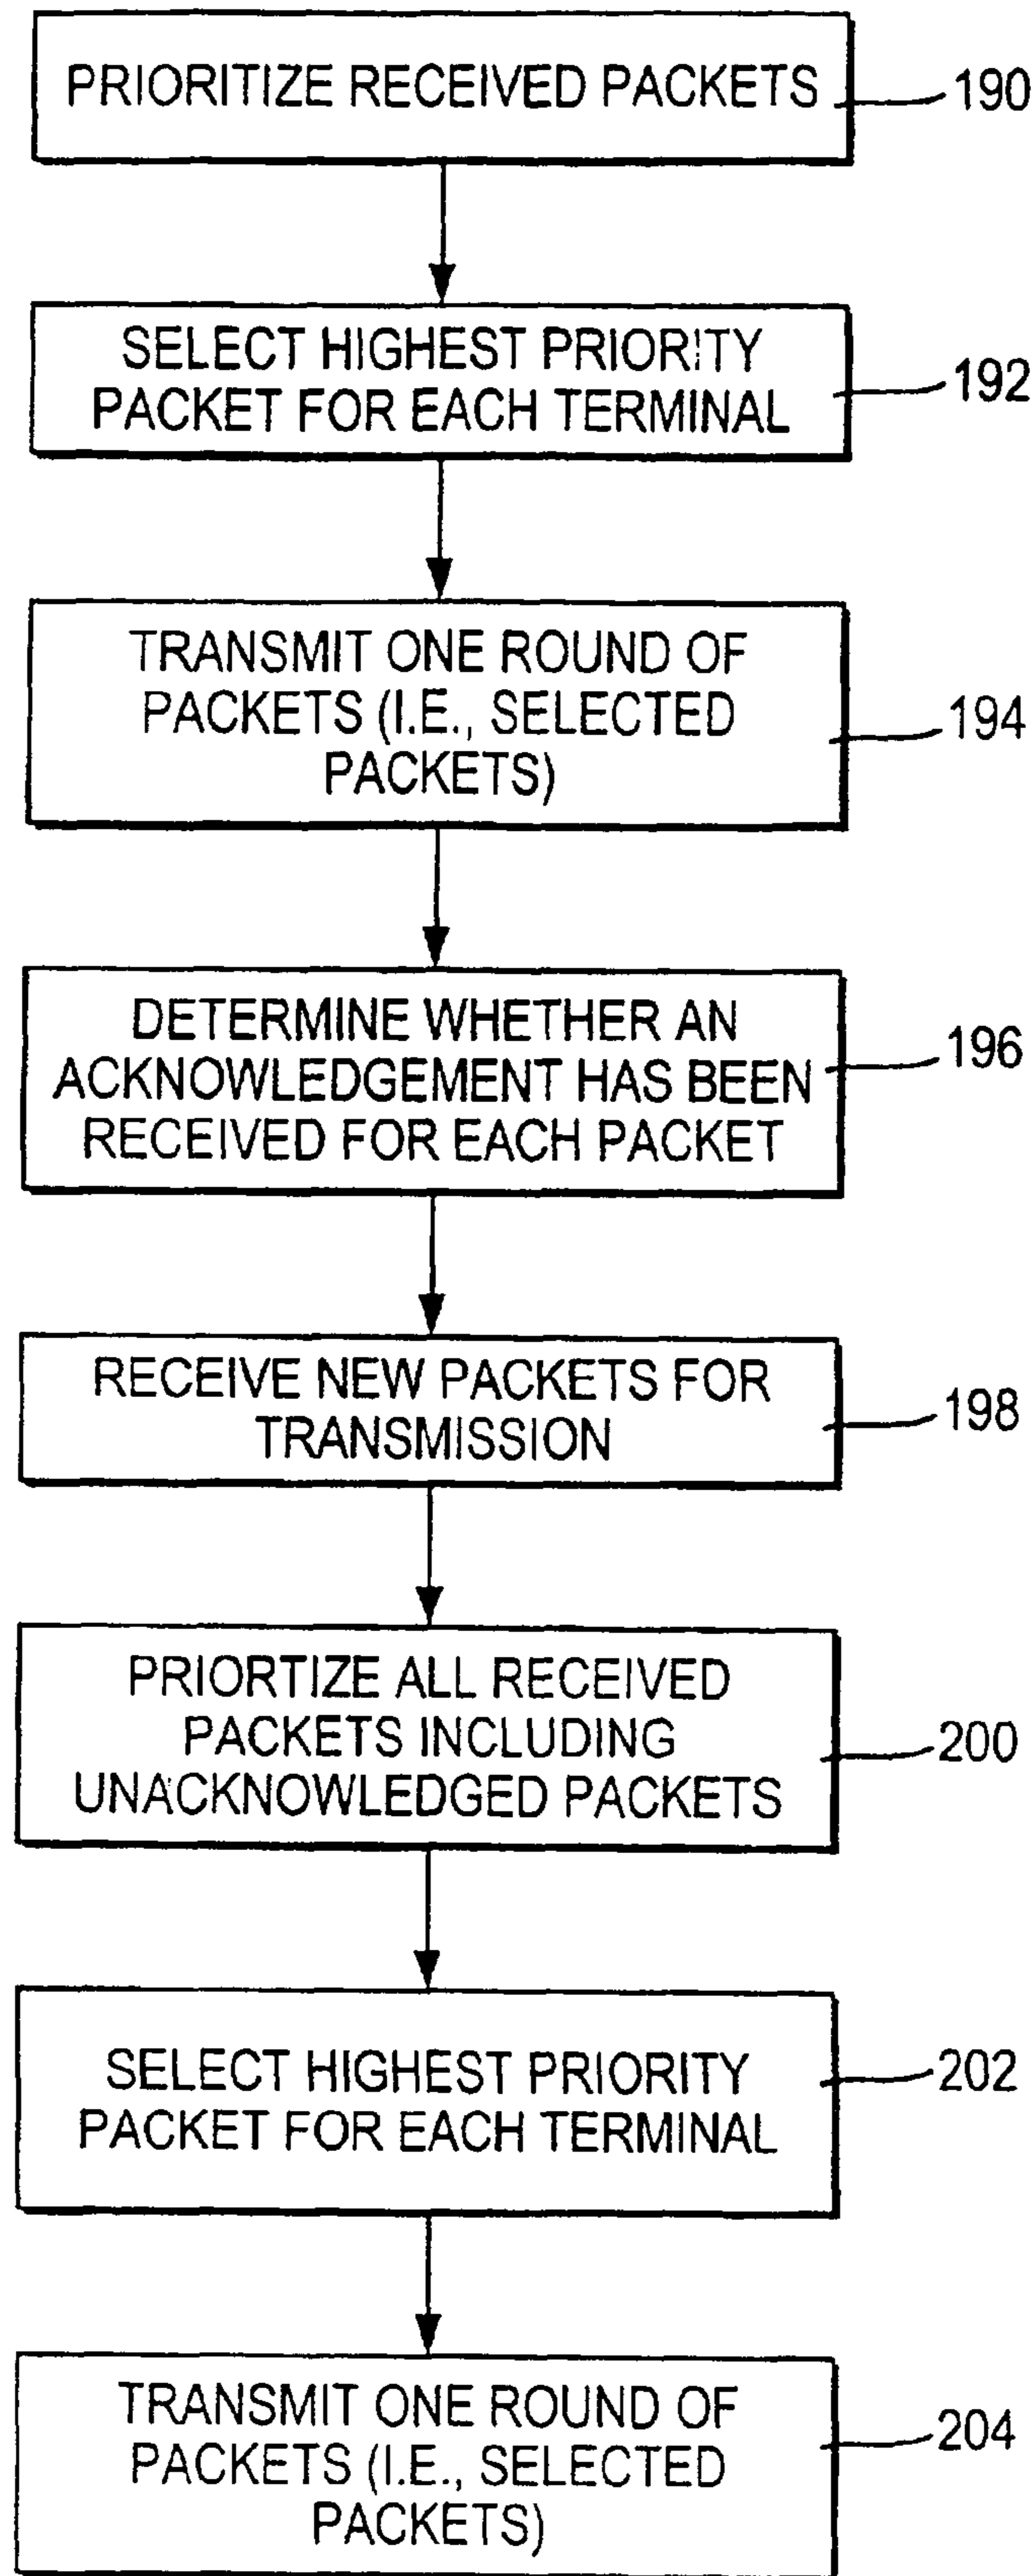 PRIORITIZE RECEIVED PACKETS
190
SELECT HIGHEST PRIORITY
PACKET FOR EACH TERMINAL
192
TRANSMIT ONE ROUND OF
PACKETS (I.E., SELECTED
PACKETS)
194
DETERMINE WHETHER AN
ACKNOWLEDGEMENT HAS BEEN
RECEIVED FOR EACH PACKET
196
RECEIVE NEW PACKETS FOR
TRANSMISSION
198
PRIORTIZE ALL RECEIVED
PACKETS INCLUDING
UNACKNOWLEDGED PACKETS
200
SELECT HIGHEST PRIORITY
PACKET FOR EACH TERMINAL
202
TRANSMIT ONE ROUND OF
PACKETS (I.E., SELECTED
PACKETS)
204